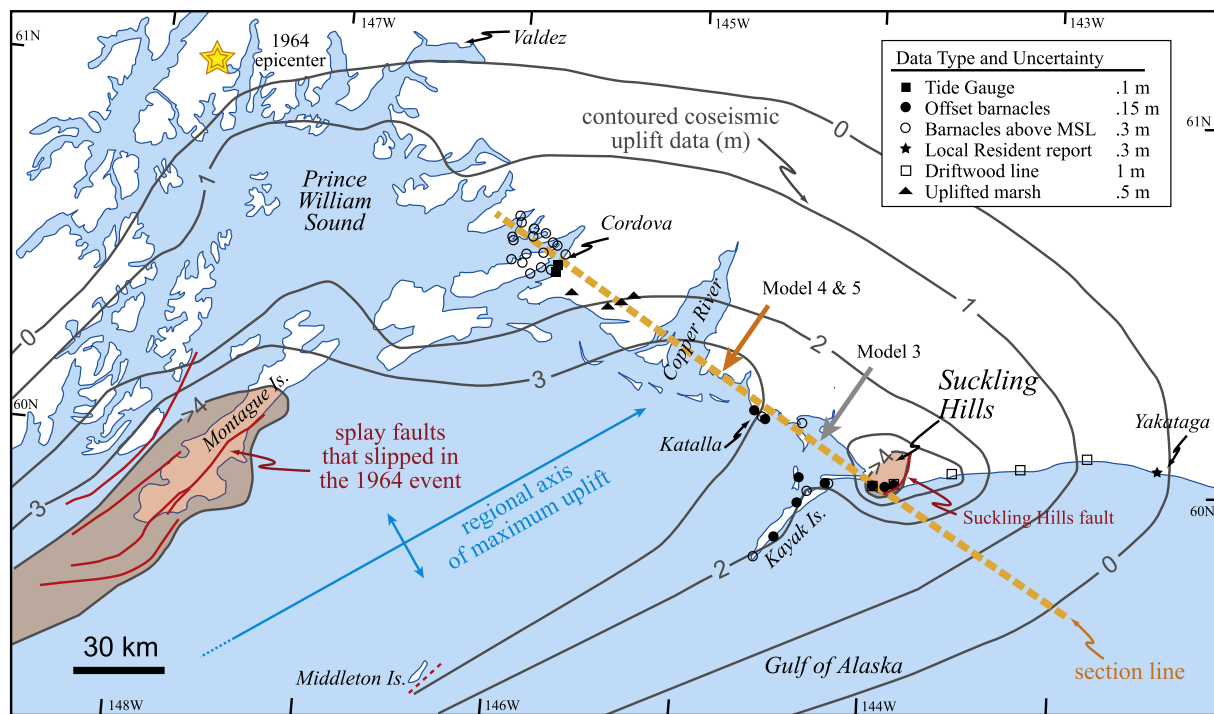 147W
145W
143W
61N
1964
epicenter
Valdez
Data Type and Uncertainty
Tide Gauge .1 m
Offset barnacles .15 m
Barnacles above MSL .3 m
Local Resident report .3 m
Driftwood line 1 m
Uplifted marsh .5 m
0
61N
contoured coseismic
uplift data (m)
1
Prince
William
Sound
Cordova
Copper River
Model 4 & 5
1
2
Model 3
0
3
Suckling
Hills
60N
>4
Montague Is.
Katalla
Yakataga
splay faults
that slipped in
the 1964 event
>4
3
regional axis
of maximum uplift
Suckling Hills fault
60N
Kayak Is.
2
0
30 km
Middleton Is.
Gulf of Alaska
section line
148W
146W
144W